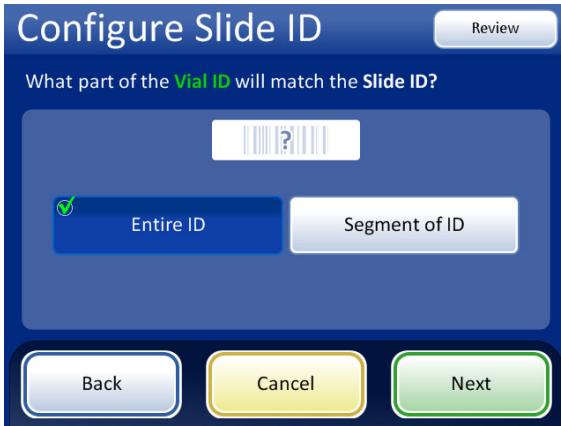 Configure Slide ID
Review
What part of the Vial ID will match the Slide ID?
?
Entire ID
Segment of ID
Back
Cancel
Next